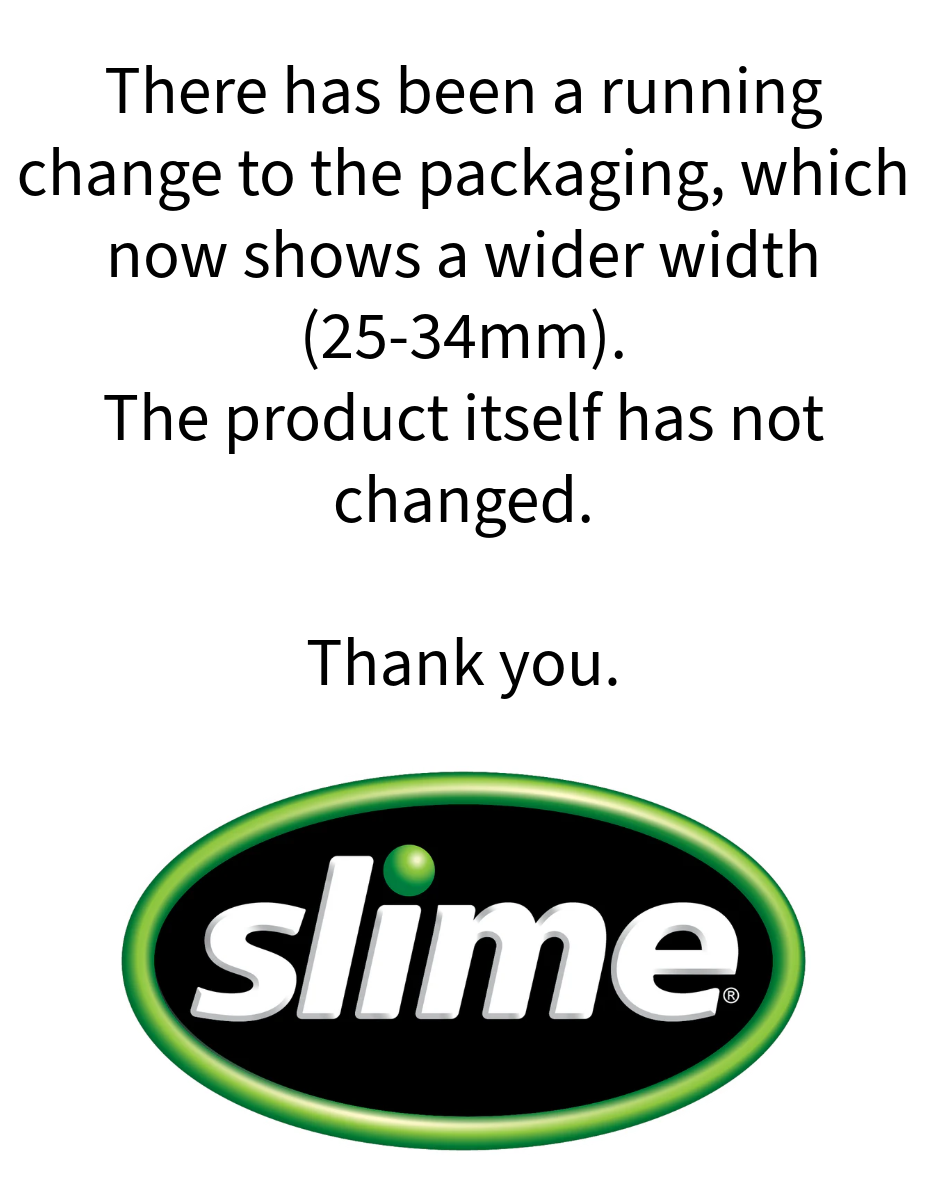 There has been a running
change to the packaging, which
now shows a wider width
(25-34mm).
The product itself has not
changed.
Thank you.
slime®